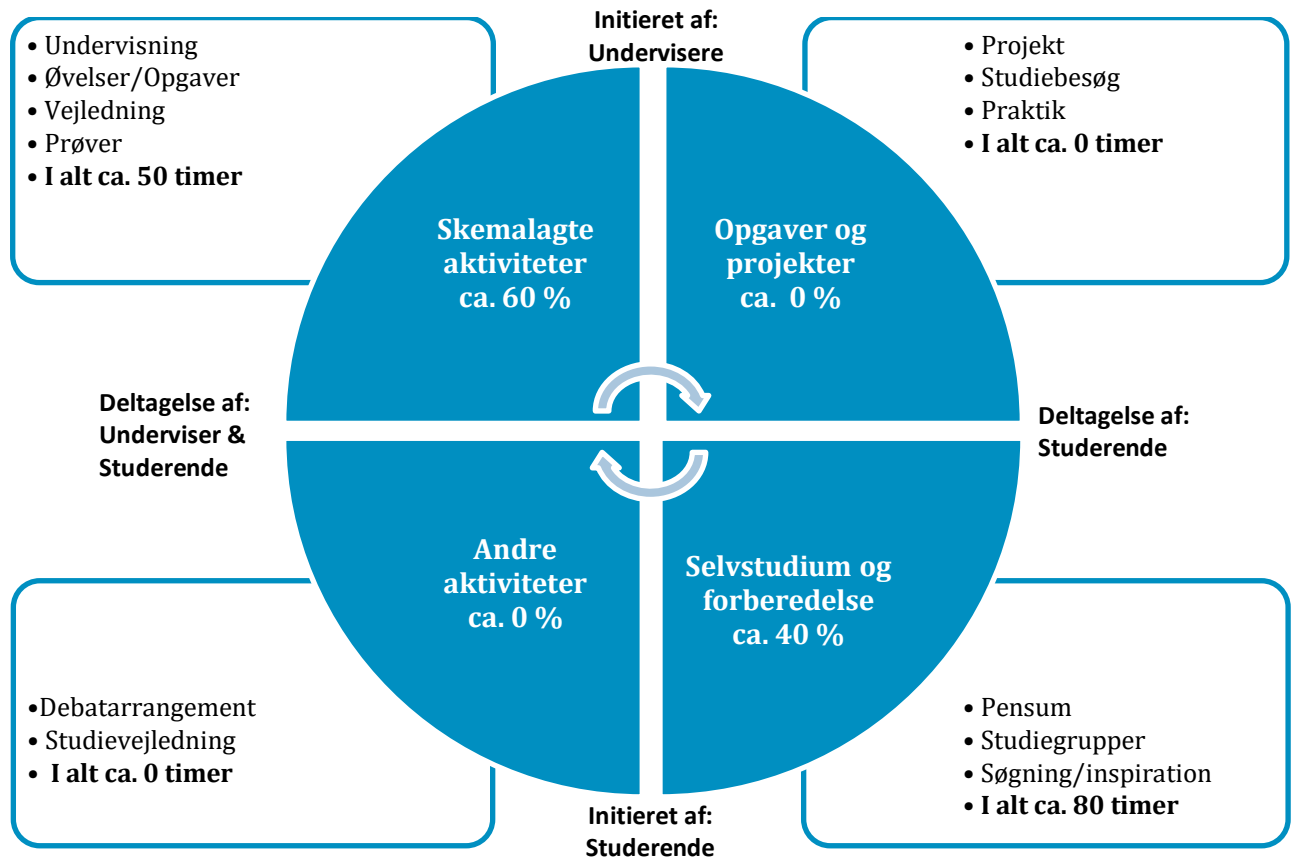 Initieret af:
Undervisere
• Undervisning
• Øvelser/Opgaver
• Vejledning
• Prøver
• I alt ca. 50 timer
• Projekt
• Studiebesøg
• Praktik
• I alt ca. 0 timer
Skemalagte
aktiviteter
ca. 60 %
Opgaver og
projekter
ca. 0 %
Deltagelse af:
Underviser &
Studerende
Deltagelse af:
Studerende
Andre
aktiviteter
ca. 0 %
Selvstudium og
forberedelse
ca. 40 %
•Debatarrangement
• Studievejledning
• I alt ca. 0 timer
• Pensum
• Studiegrupper
• Søgning/inspiration
• I alt ca. 80 timer
Initieret af:
Studerende